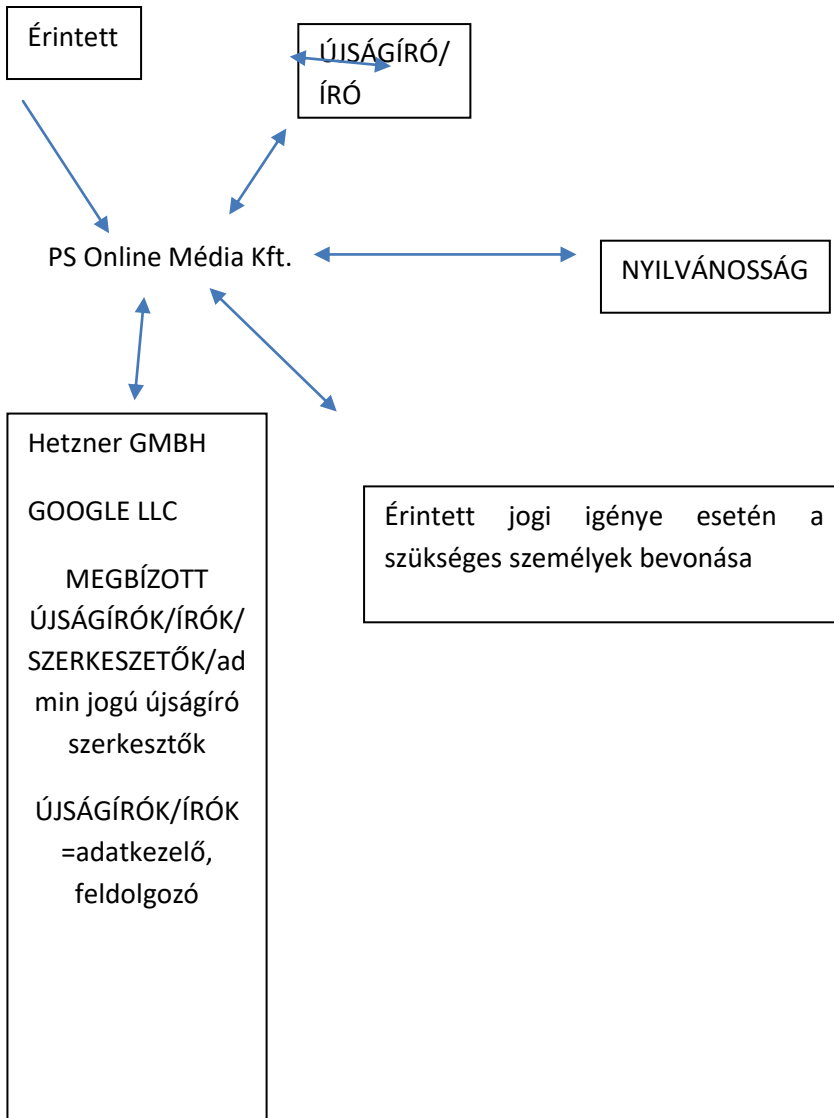 Érintett
ÚJSÁGÍRÓ/
ÍRÓ
PS Online Média Kft.
NYILVÁNOSSÁG
Hetzner GMBH
GOOGLE LLC
MEGBÍZOTT
ÚJSÁGÍRÓK/ÍRÓK/
SZERKESZETŐK/ad
min jogú újságíró
szerkesztők
ÚJSÁGÍRÓK/ÍRÓK
=adatkezelő,
feldolgozó
Érintett jogi igénye esetén a
szükséges személyek bevonása